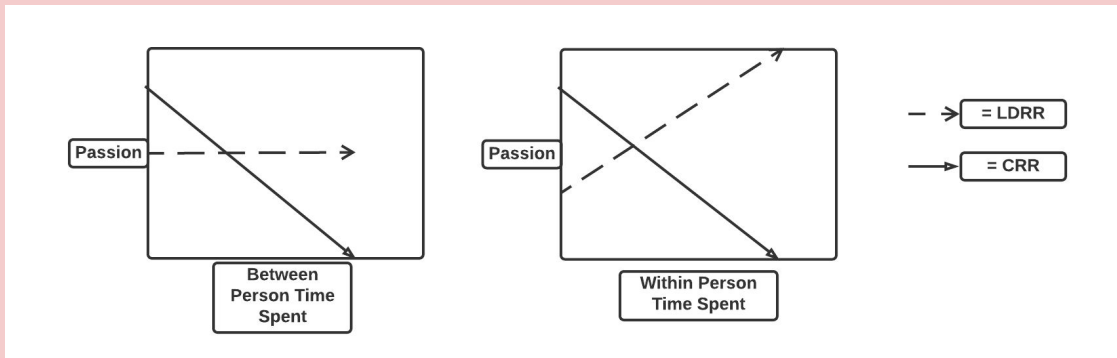 Passion
Between
Person Time
Spent
Passion
Within Person
Time Spent
= LDRR
= CRR